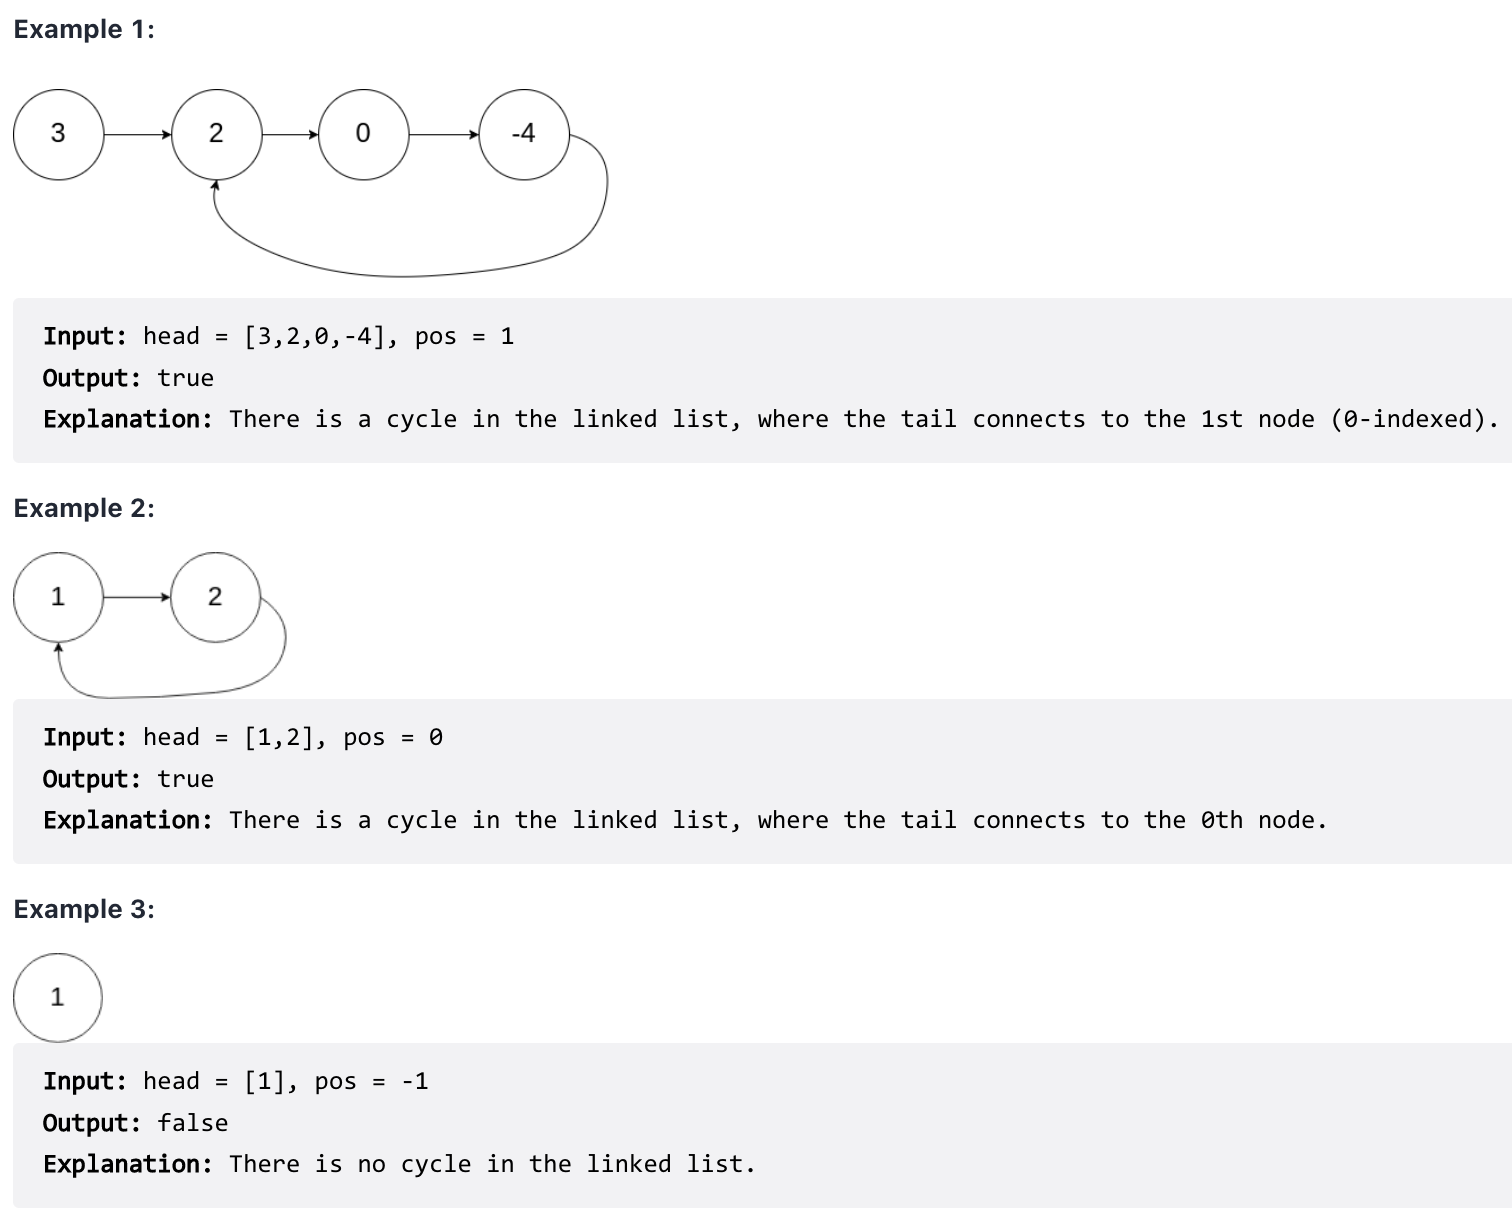 Example 1:
3 2 0 -4
Input: head = [3,2,0,-4], pos = 1
Output: true
Explanation: There is a cycle in the linked list, where the tail connects to the 1st node (0-indexed).
Example 2:
1 2
Input: head = [1,2], pos = 0
Output: true
Explanation: There is a cycle in the linked list, where the tail connects to the 0th node.
Example 3:
1
Input: head = [1], pos = -1
Output: false
Explanation: There is no cycle in the linked list.